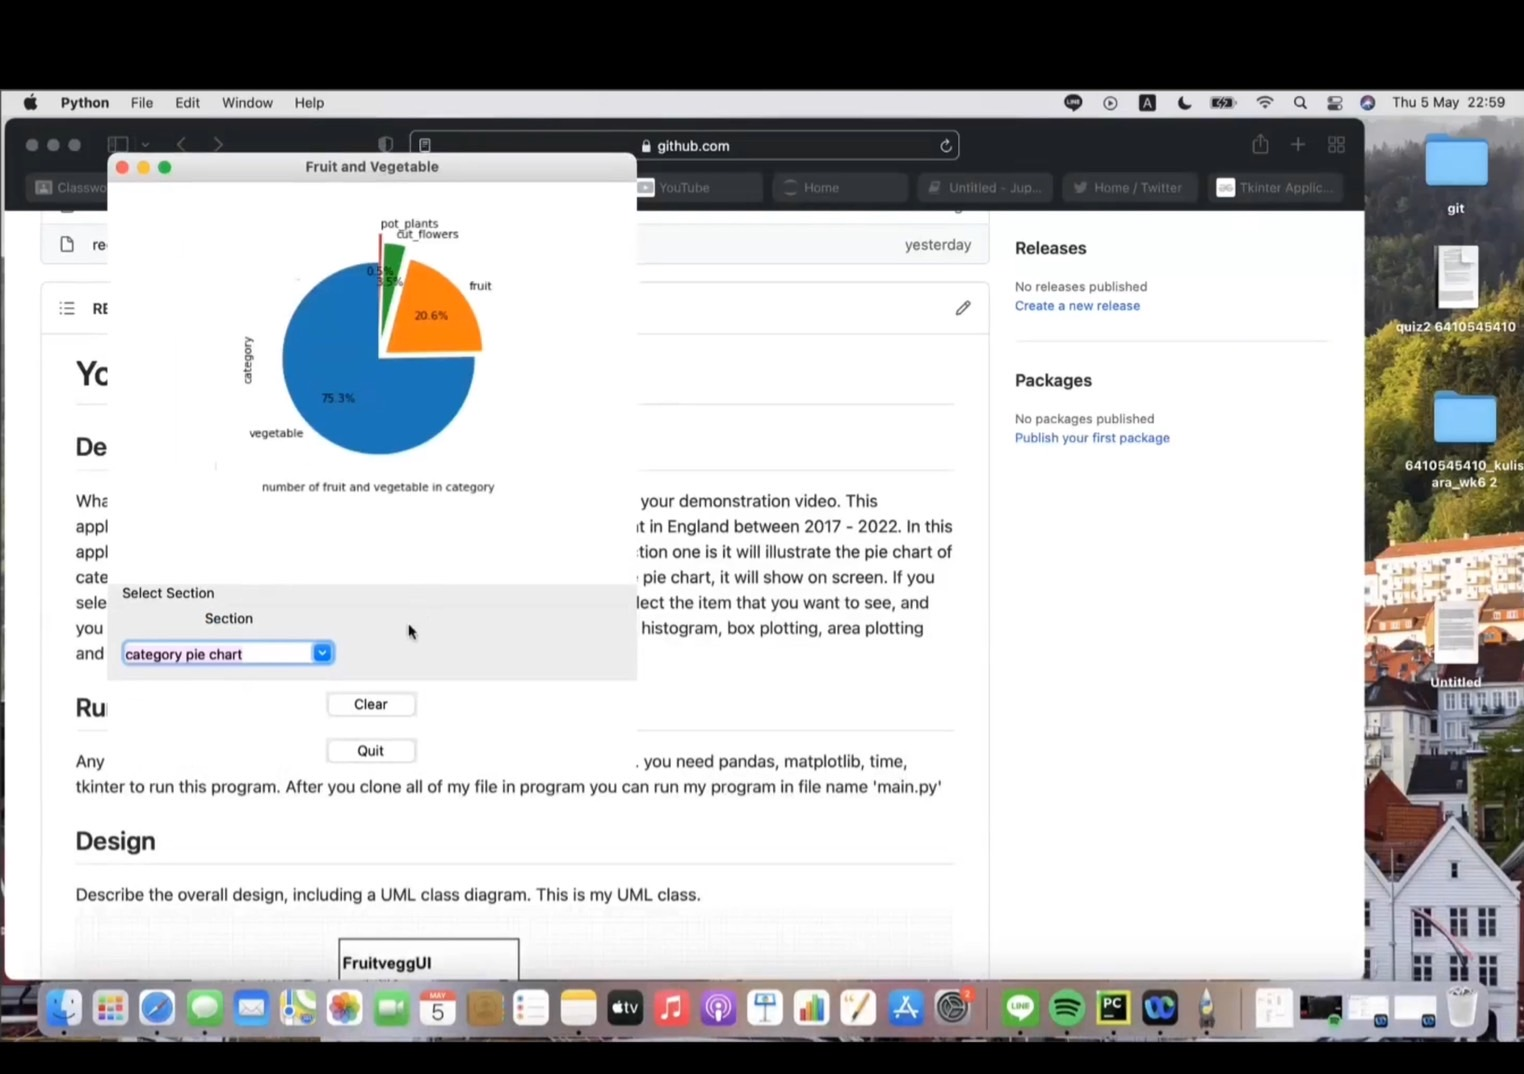 Python File Edit Window Help
A
Thu 5 May 22:59
github.com
Fruit and Vegetable
Classwo
YouTube
Home
Untitled - Jup...
Home / Twitter
Tkinter Applic...
git
pot_plants
cut_flowers
re
yesterday
Releases
0.5%
3.5%
fruit
No releases published
RE
20.6%
Create a new release
quiz2 6410545410
category
Yo
Packages
75.3%
No packages published
vegetable
Publish your first package
De
6410545410_kulis
ara_wk6 2
number of fruit and vegetable in category
Wha
your demonstration video. This
appl
t in England between 2017 - 2022. In this
appl
tion one is it will illustrate the pie chart of
cate
pie chart, it will show on screen. If you
Select Section
sele
lect the item that you want to see, and
Section
you
histogram, box plotting, area plotting
and
category pie chart
Untitled
Ru
Clear
Quit
Any
. you need pandas, matplotlib, time,
tkinter to run this program. After you clone all of my file in program you can run my program in file name 'main.py'
Design
Describe the overall design, including a UML class diagram. This is my UML class.
FruitveggUI
MAY
5
tv
2
LINE
PC